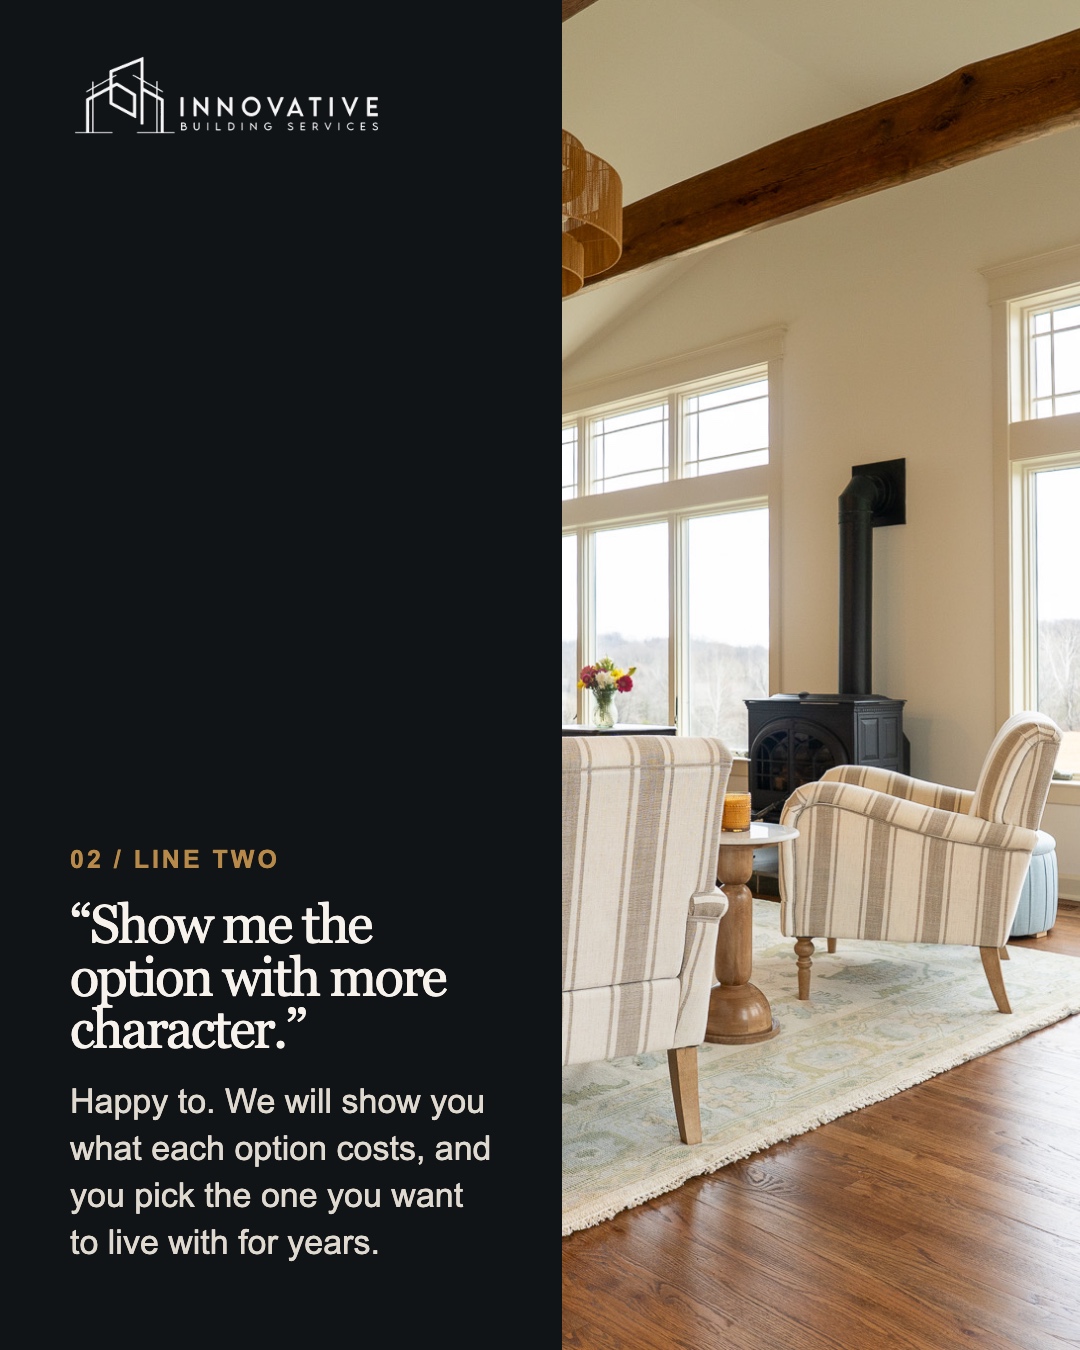 INNOVATIVE
BUILDING SERVICES
02 / LINE TWO
“Show me the
option with more
character.”
Happy to. We will show you
what each option costs, and
you pick the one you want
to live with for years.